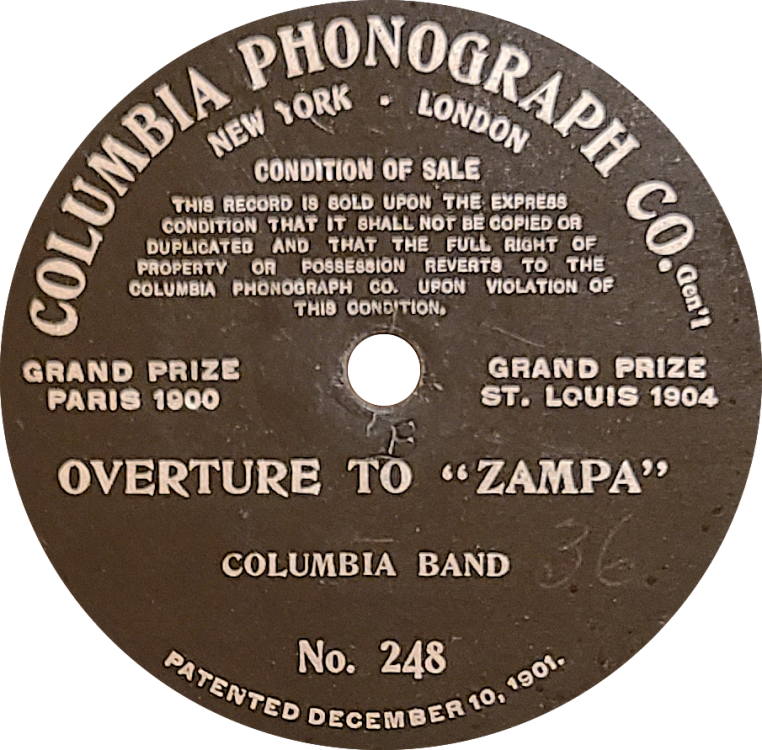 COLUMBIA PHONOGRAPH CO. Gen'l
NEW YORK · LONDON
CONDITION OF SALE
THIS RECORD IS SOLD UPON THE EXPRESS
CONDITION THAT IT SHALL NOT BE COPIED OR
DUPLICATED AND THAT THE FULL RIGHT OF
PROPERTY OR POSSESSION REVERTS TO THE
COLUMBIA PHONOGRAPH CO. UPON VIOLATION OF
THIS CONDITION.
GRAND PRIZE
PARIS 1900
GRAND PRIZE
ST. LOUIS 1904
OVERTURE TO “ZAMPA”
COLUMBIA BAND
36
No. 248
PATENTED DECEMBER 10, 1901.